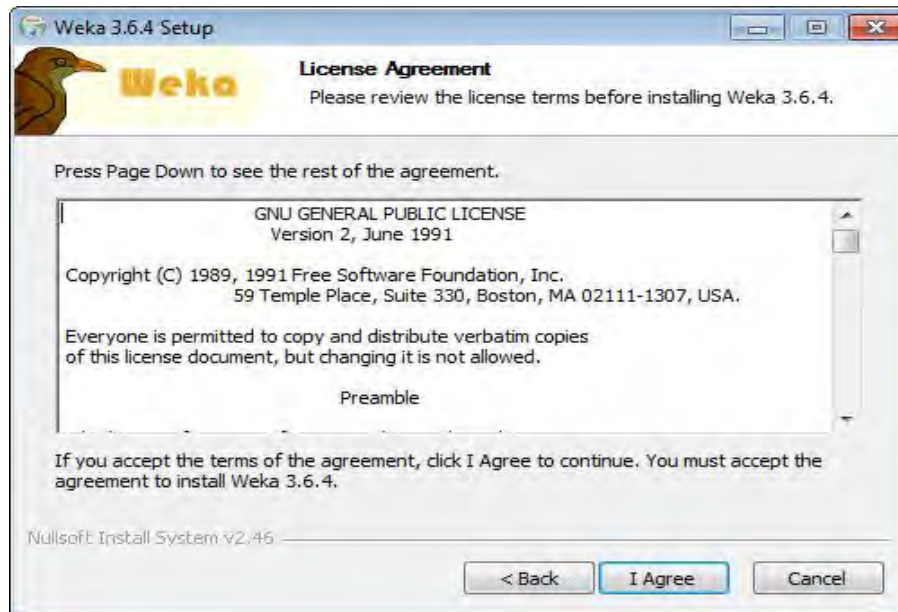 Weka 3.6.4 Setup
Weka
License Agreement
Please review the license terms before installing Weka 3.6.4.
Press Page Down to see the rest of the agreement.
GNU GENERAL PUBLIC LICENSE
Version 2, June 1991
Copyright (C) 1989, 1991 Free Software Foundation, Inc.
59 Temple Place, Suite 330, Boston, MA 02111-1307, USA.
Everyone is permitted to copy and distribute verbatim copies
of this license document, but changing it is not allowed.
Preamble
If you accept the terms of the agreement, click I Agree to continue. You must accept the
agreement to install Weka 3.6.4.
Nullsoft Install System v2.46
< Back
I Agree
Cancel